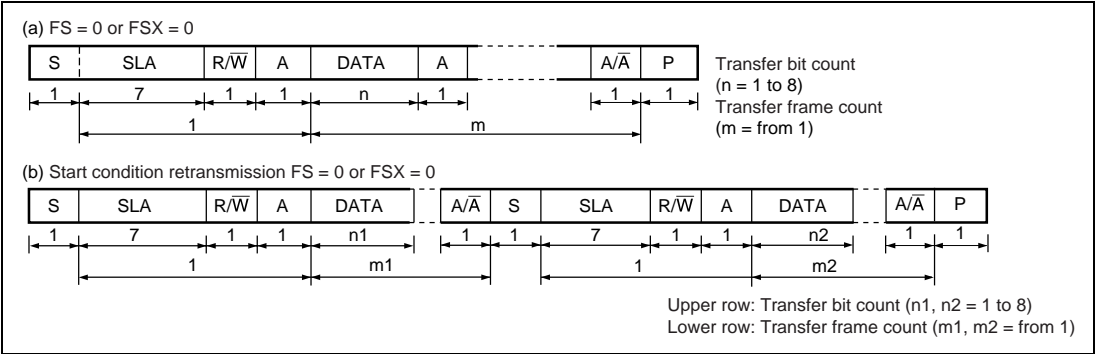 (a) FS = 0 or FSX = 0
S SLA R/W̅ A DATA A A/A̅ P
1 7 1 1 n 1 1 1
1 m
Transfer bit count
(n = 1 to 8)
Transfer frame count
(m = from 1)
(b) Start condition retransmission FS = 0 or FSX = 0
S SLA R/W̅ A DATA A/A̅ S SLA R/W̅ A DATA A/A̅ P
1 7 1 1 n1 1 1 7 1 1 n2 1 1
1 m1 1 m2
Upper row: Transfer bit count (n1, n2 = 1 to 8)
Lower row: Transfer frame count (m1, m2 = from 1)